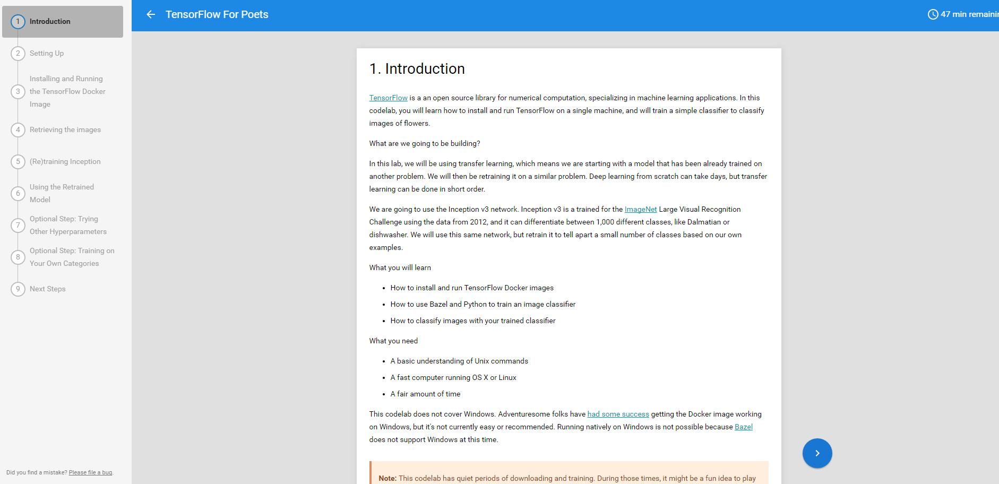 1 Introduction
2 Setting Up
Installing and Running
3 the TensorFlow Docker
Image
4 Retrieving the images
5 (Re)training Inception
Using the Retrained
6
Model
Optional Step: Trying
7
Other Hyperparameters
Optional Step: Training on
8
Your Own Categories
9 Next Steps
Did you find a mistake? Please file a bug.
TensorFlow For Poets
47 min remainin
1. Introduction
TensorFlow is a an open source library for numerical computation, specializing in machine learning applications. In this
codelab, you will learn how to install and run TensorFlow on a single machine, and will train a simple classifier to classify
images of flowers.
What are we going to be building?
In this lab, we will be using transfer learning, which means we are starting with a model that has been already trained on
another problem. We will then be retraining it on a similar problem. Deep learning from scratch can take days, but transfer
learning can be done in short order.
We are going to use the Inception v3 network. Inception v3 is a trained for the ImageNet Large Visual Recognition
Challenge using the data from 2012, and it can differentiate between 1,000 different classes, like Dalmatian or
dishwasher. We will use this same network, but retrain it to tell apart a small number of classes based on our own
examples.
What you will learn
• How to install and run TensorFlow Docker images
• How to use Bazel and Python to train an image classifier
• How to classify images with your trained classifier
What you need
• A basic understanding of Unix commands
• A fast computer running OS X or Linux
• A fair amount of time
This codelab does not cover Windows. Adventuresome folks have had some success getting the Docker image working
on Windows, but it's not currently easy or recommended. Running natively on Windows is not possible because Bazel
does not support Windows at this time.
Note: This codelab has quiet periods of downloading and training. During those times, it might be a fun idea to play